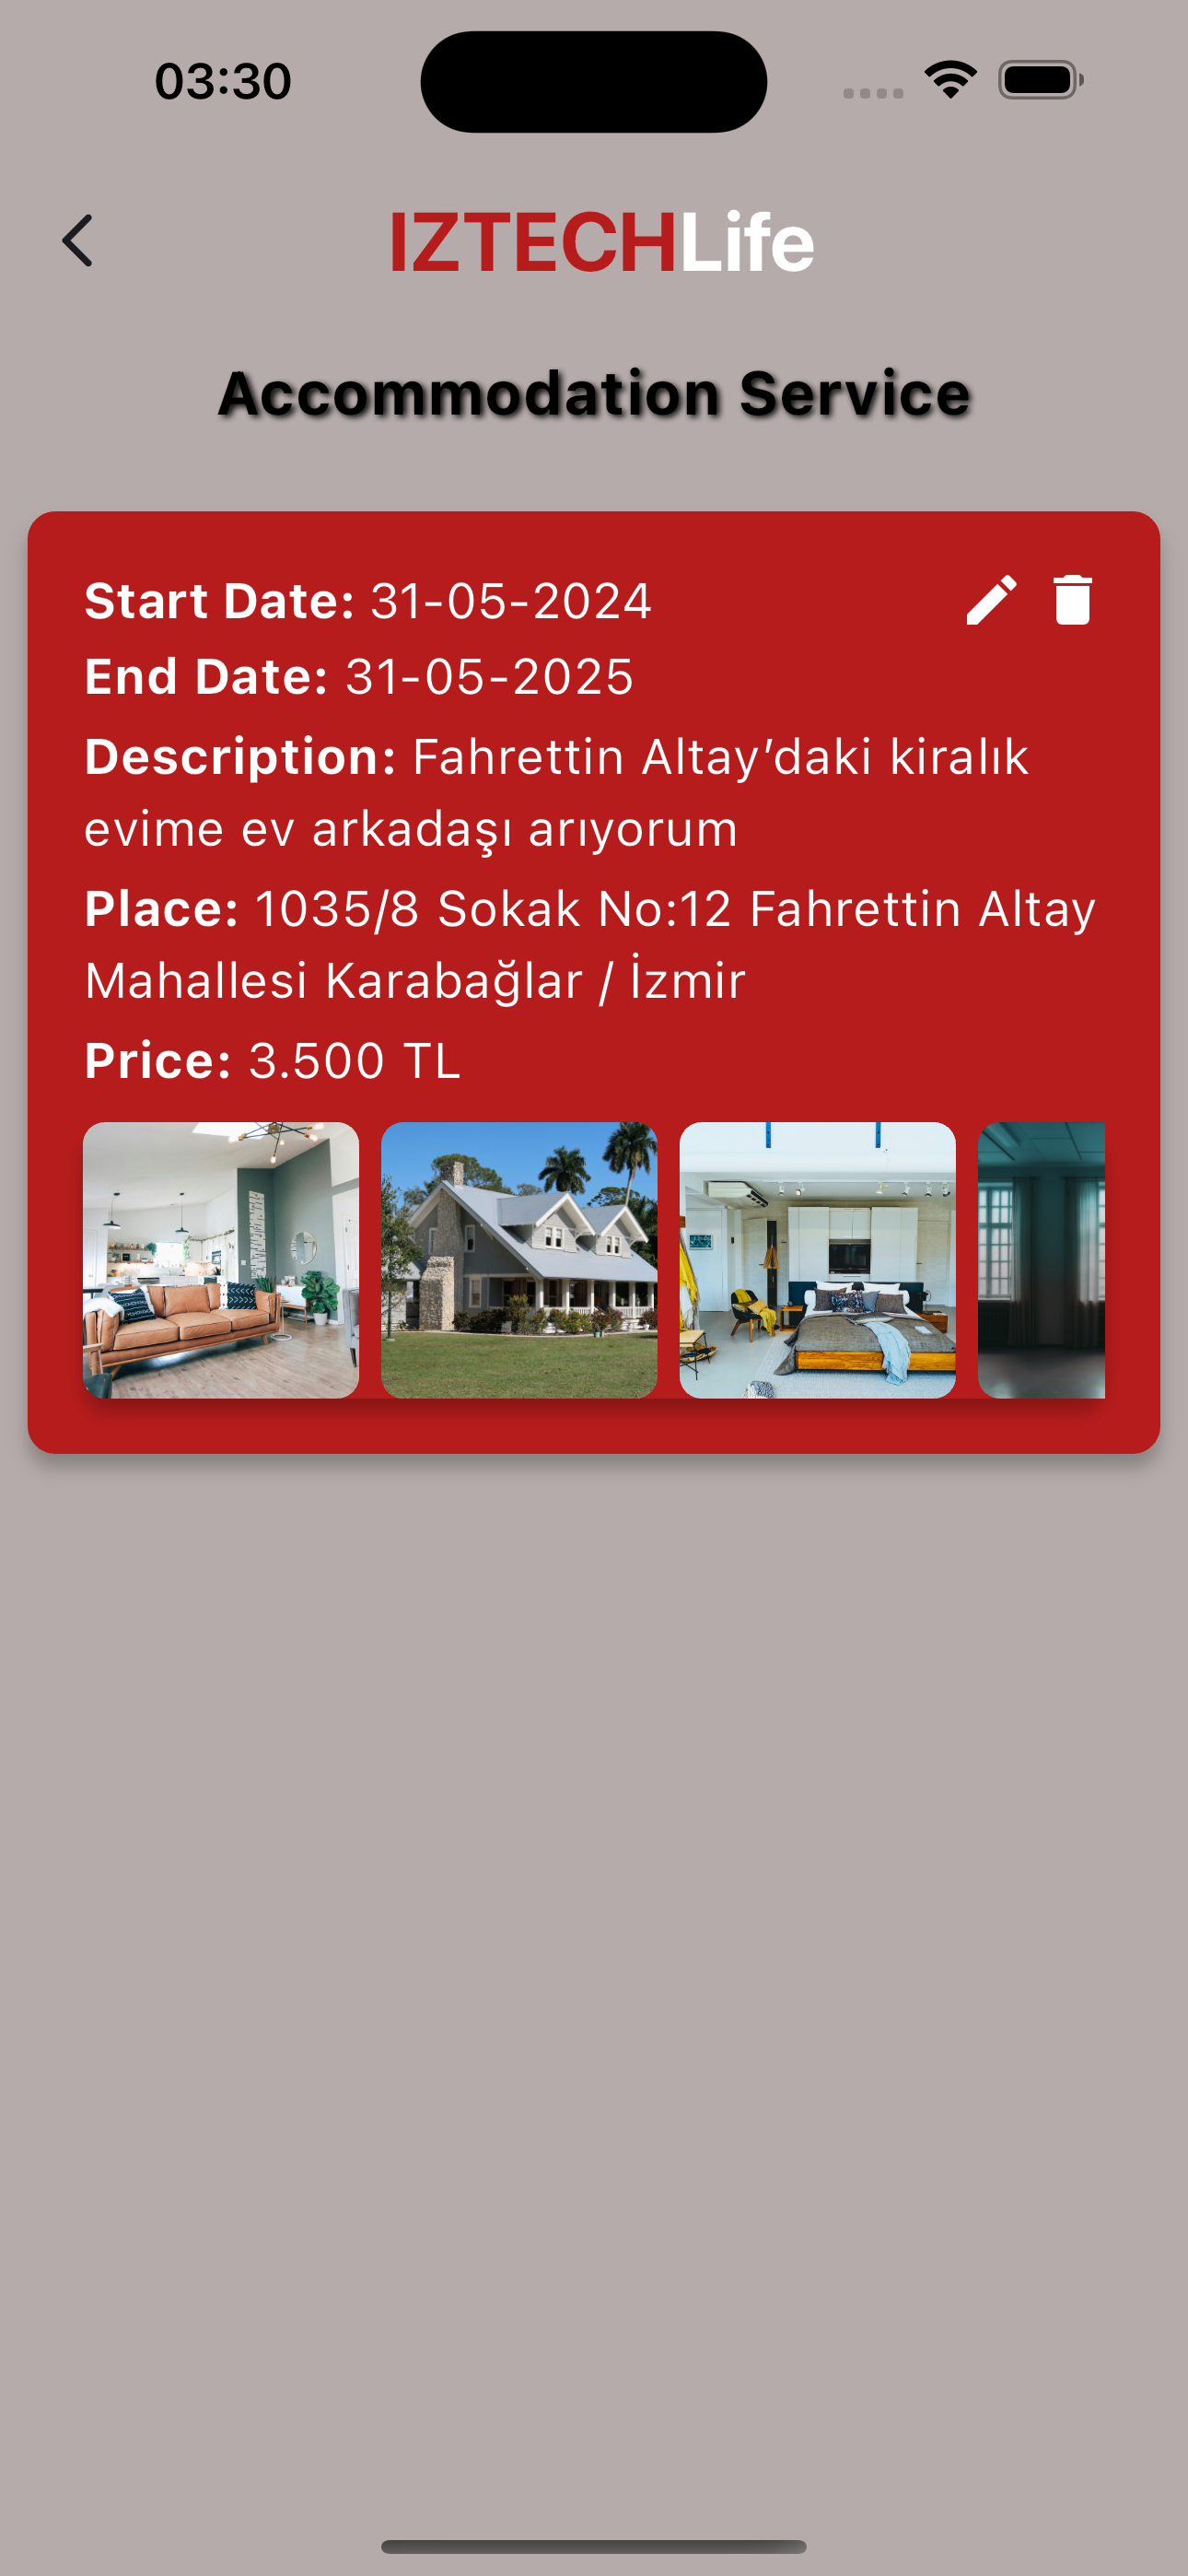 03:30
IZTECHLife
Accommodation Service
Start Date: 31-05-2024
End Date: 31-05-2025
Description: Fahrettin Altay’daki kiralık
evime ev arkadaşı arıyorum
Place: 1035/8 Sokak No:12 Fahrettin Altay
Mahallesi Karabağlar / İzmir
Price: 3.500 TL